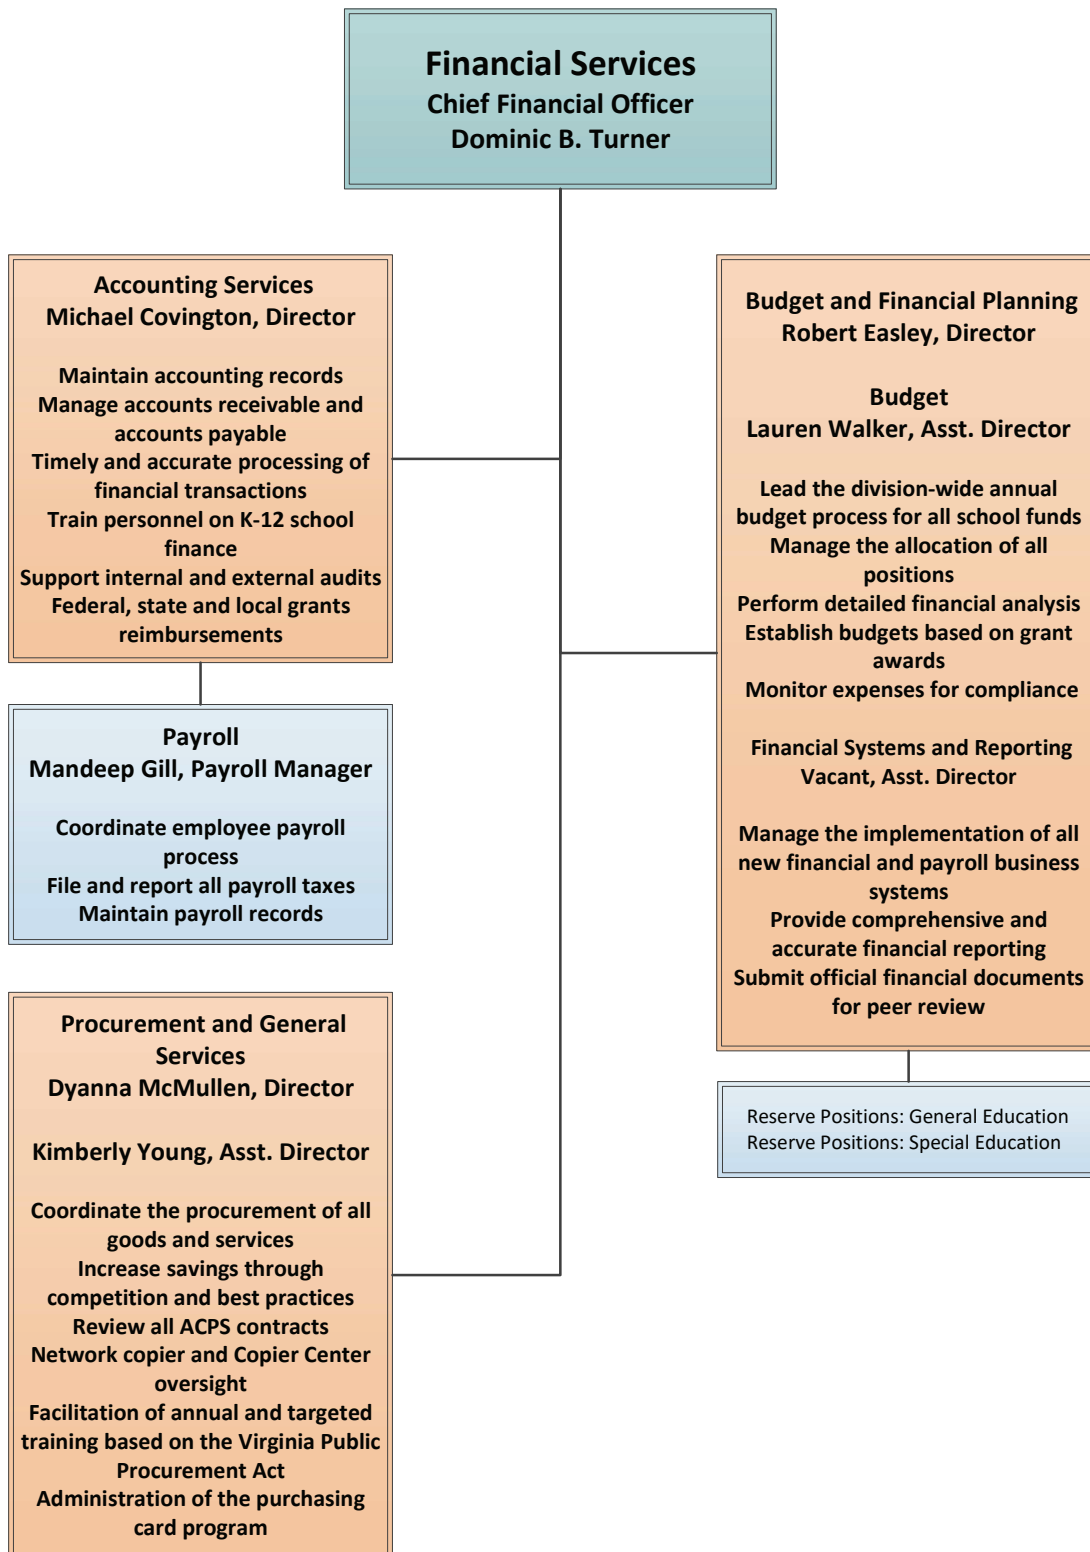 Financial Services
Chief Financial Officer
Dominic B. Turner
Accounting Services
Michael Covington, Director
Maintain accounting records
Manage accounts receivable and
accounts payable
Timely and accurate processing of
financial transactions
Train personnel on K-12 school
finance
Support internal and external audits
Federal, state and local grants
reimbursements
Payroll
Mandeep Gill, Payroll Manager
Coordinate employee payroll
process
File and report all payroll taxes
Maintain payroll records
Procurement and General
Services
Dyanna McMullen, Director
Kimberly Young, Asst. Director
Coordinate the procurement of all
goods and services
Increase savings through
competition and best practices
Review all ACPS contracts
Network copier and Copier Center
oversight
Facilitation of annual and targeted
training based on the Virginia Public
Procurement Act
Administration of the purchasing
card program
Budget and Financial Planning
Robert Easley, Director
Budget
Lauren Walker, Asst. Director
Lead the division-wide annual
budget process for all school funds
Manage the allocation of all
positions
Perform detailed financial analysis
Establish budgets based on grant
awards
Monitor expenses for compliance
Financial Systems and Reporting
Vacant, Asst. Director
Manage the implementation of all
new financial and payroll business
systems
Provide comprehensive and
accurate financial reporting
Submit official financial documents
for peer review
Reserve Positions: General Education
Reserve Positions: Special Education